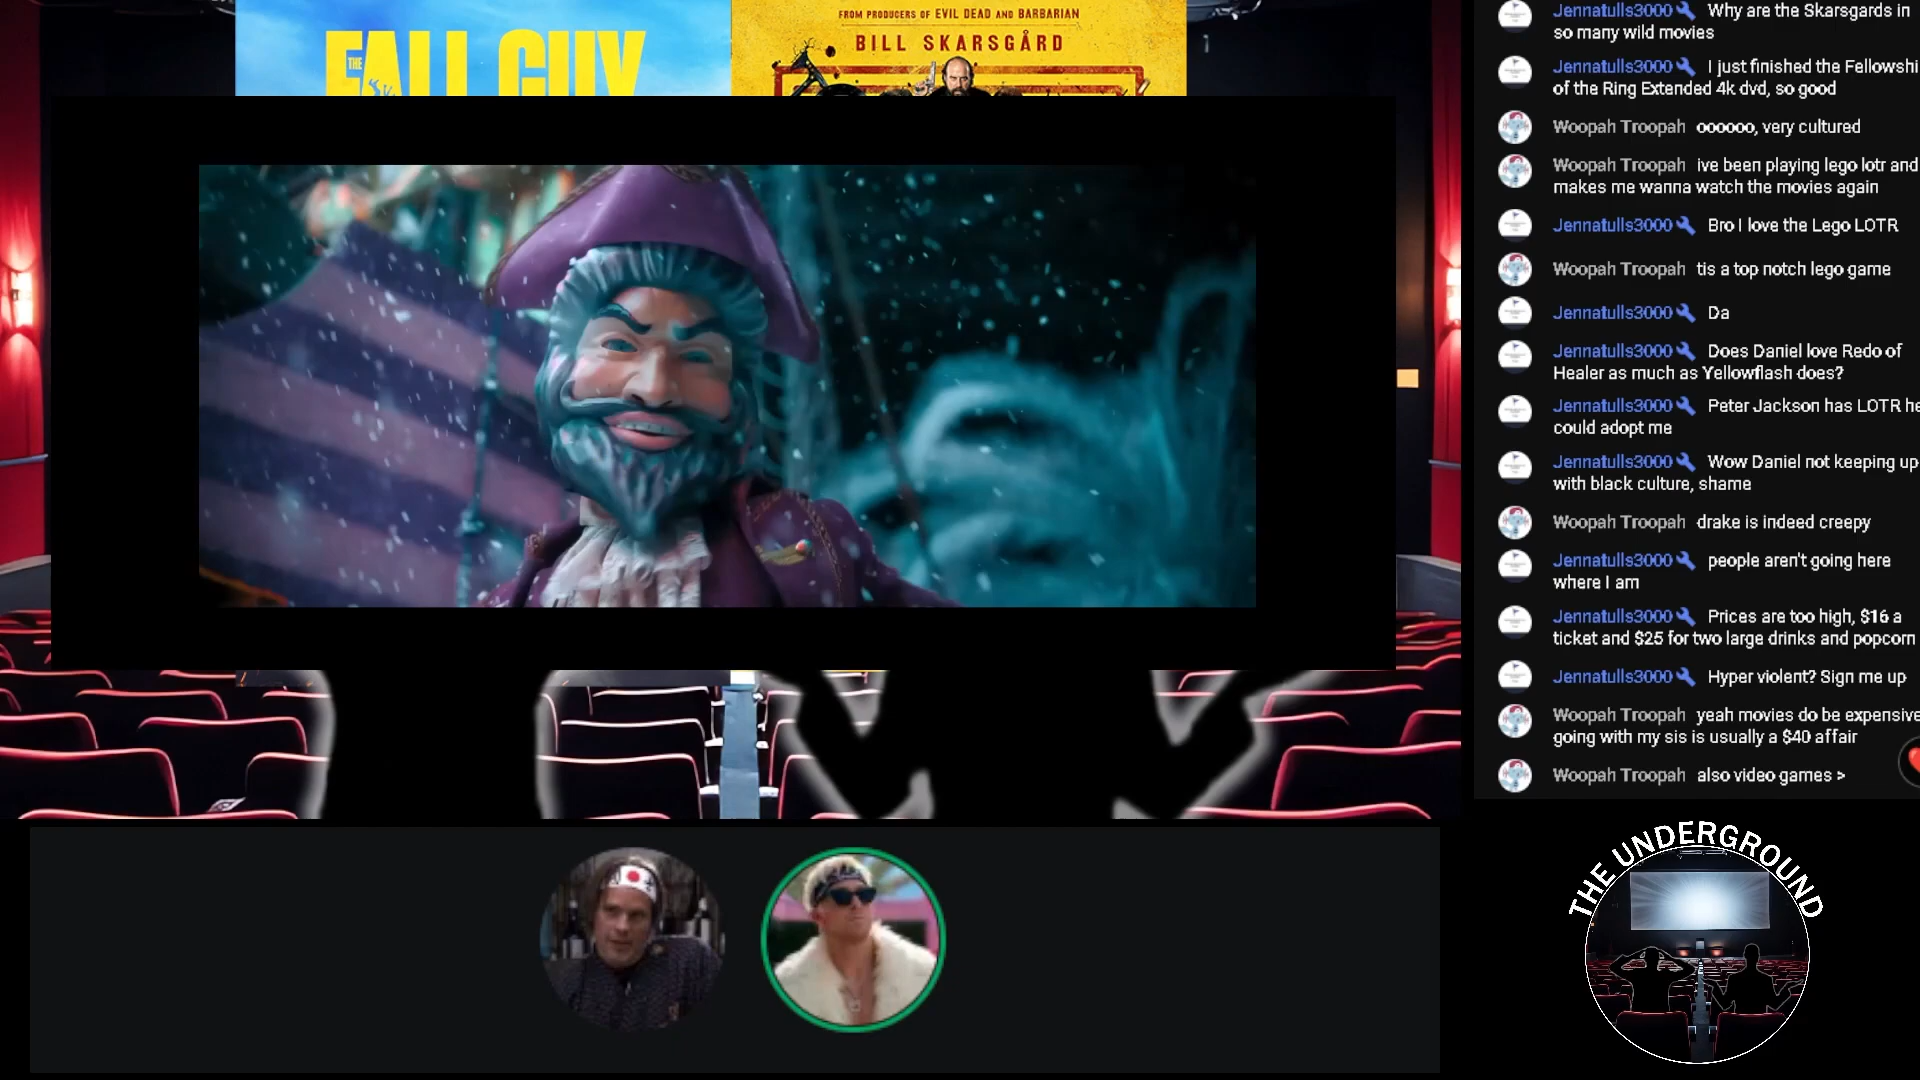 THE
FALL GUY
FROM PRODUCERS OF EVIL DEAD AND BARBARIAN
BILL SKARSGÅRD
Jennatulls3000 Why are the Skarsgards in
so many wild movies
Jennatulls3000 I just finished the Fellowshi
of the Ring Extended 4k dvd, so good
Woopah Troopah oooooo, very cultured
Woopah Troopah ive been playing lego lotr and
makes me wanna watch the movies again
Jennatulls3000 Bro I love the Lego LOTR
Woopah Troopah tis a top notch lego game
Jennatulls3000 Da
Jennatulls3000 Does Daniel love Redo of
Healer as much as Yellowflash does?
Jennatulls3000 Peter Jackson has LOTR he
could adopt me
Jennatulls3000 Wow Daniel not keeping up
with black culture, shame
Woopah Troopah drake is indeed creepy
Jennatulls3000 people aren't going here
where I am
Jennatulls3000 Prices are too high, $16 a
ticket and $25 for two large drinks and popcorn
Jennatulls3000 Hyper violent? Sign me up
Woopah Troopah yeah movies do be expensive
going with my sis is usually a $40 affair
Woopah Troopah also video games >
THE UNDERGROUND